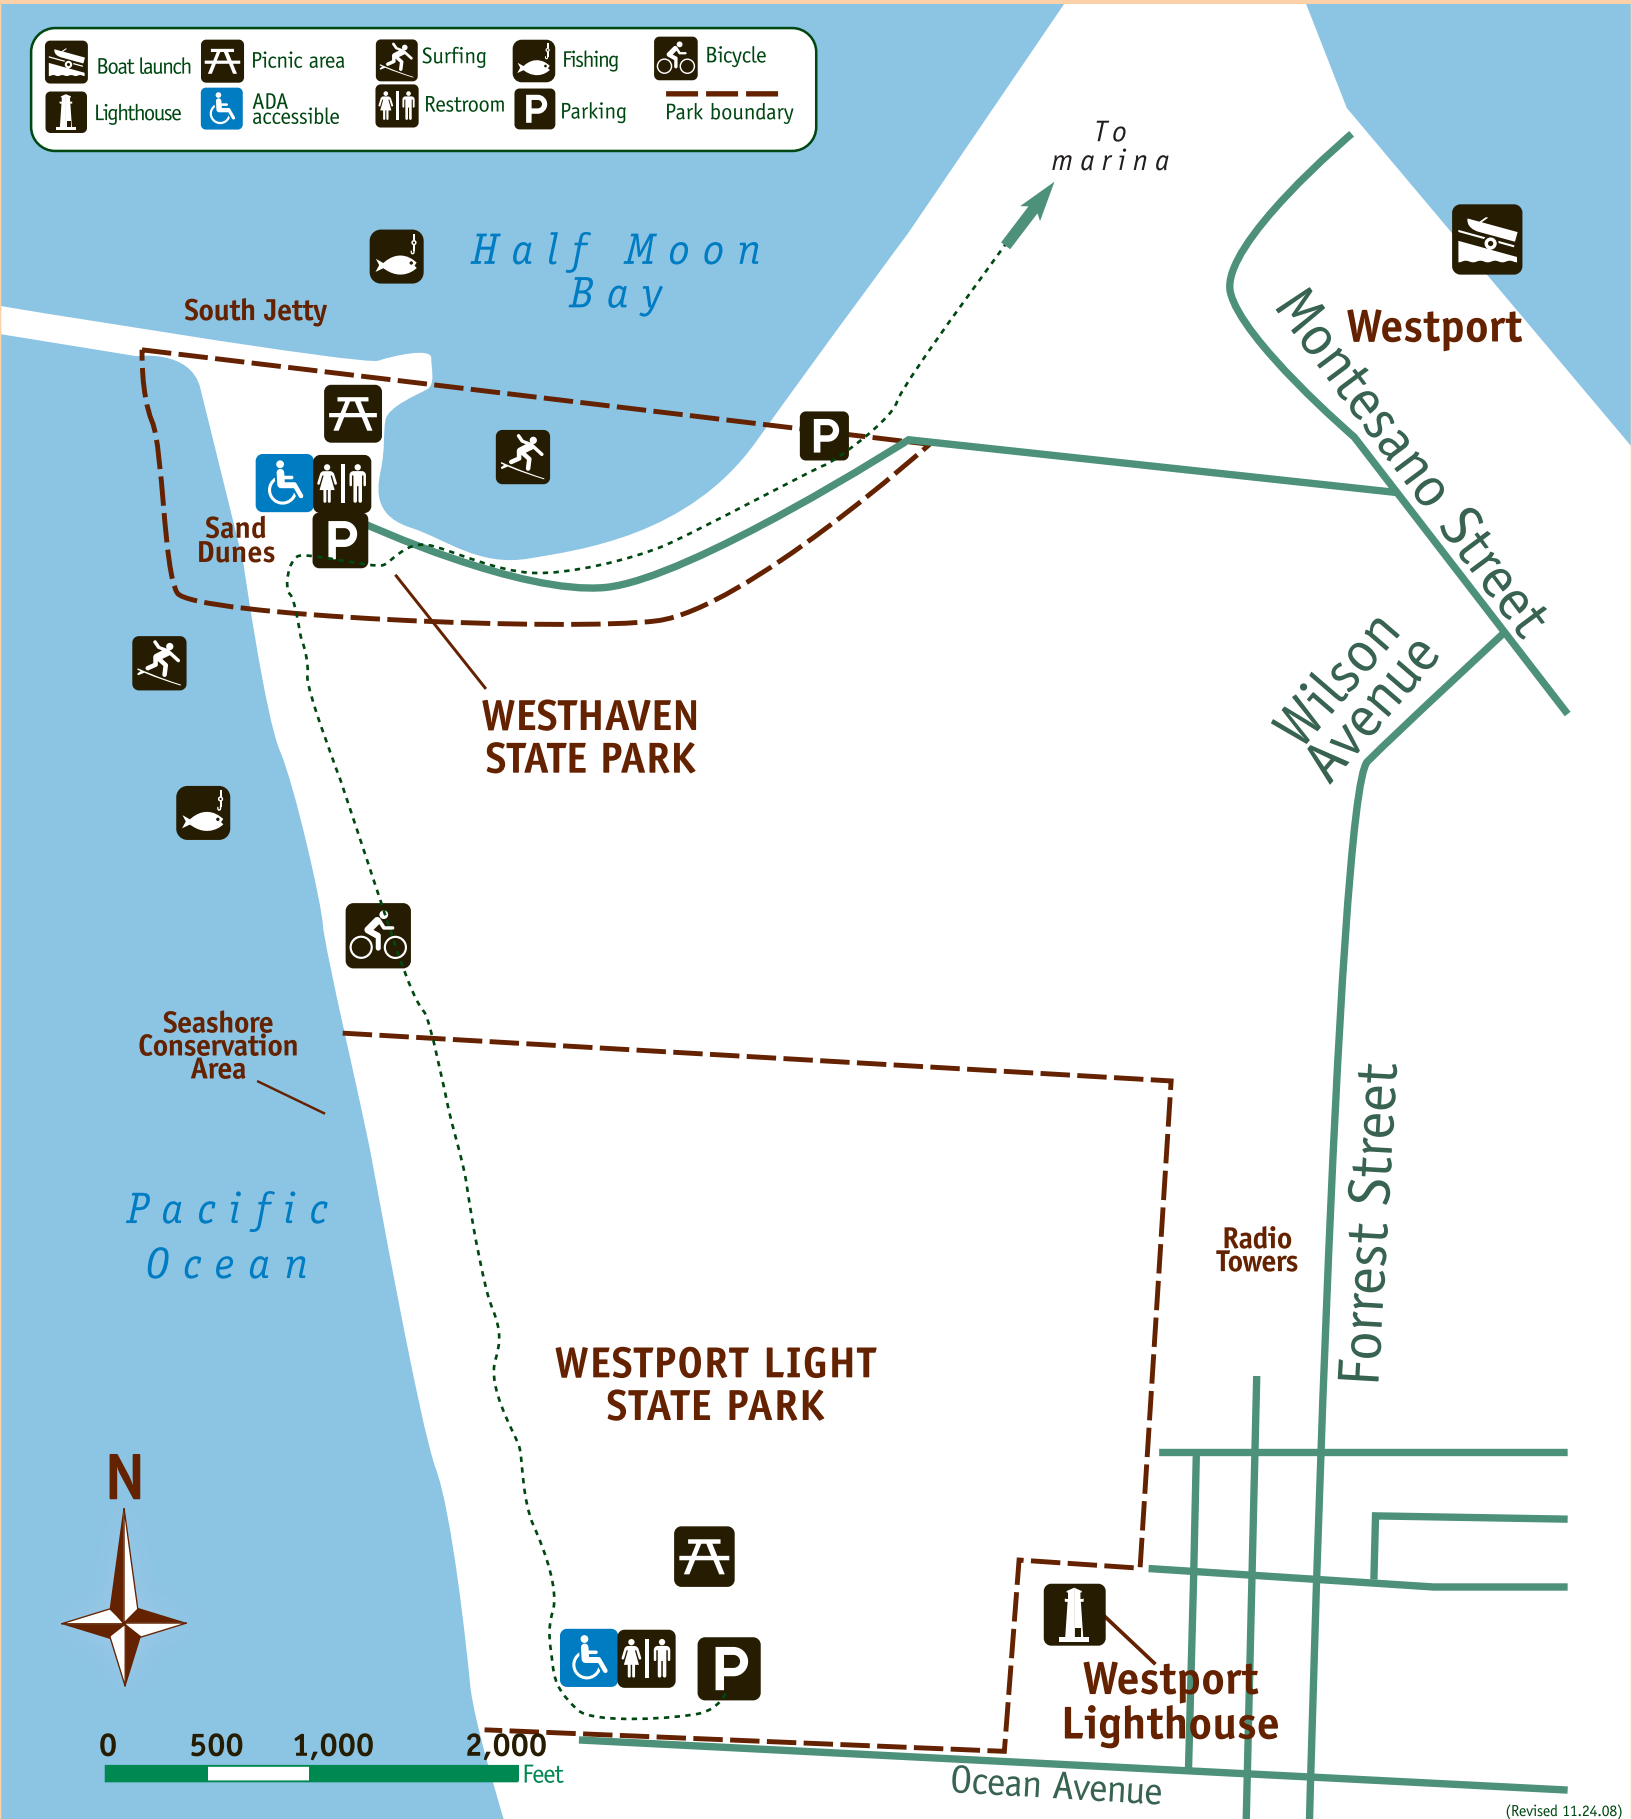 Boat launch
Picnic area
Surfing
Fishing
Bicycle
Lighthouse
ADA
accessible
Restroom
P
Parking
Park boundary
To
marina
Half Moon
Bay
South Jetty
Westport
Montesano Street
P
Sand
Dunes
P
Wilson
Avenue
WESTHAVEN
STATE PARK
Seashore
Conservation
Area
Pacific
Ocean
Radio
Towers
Forrest Street
WESTPORT LIGHT
STATE PARK
N
P
Westport
Lighthouse
0 500 1,000 2,000
Feet
Ocean Avenue
(Revised 11.24.08)